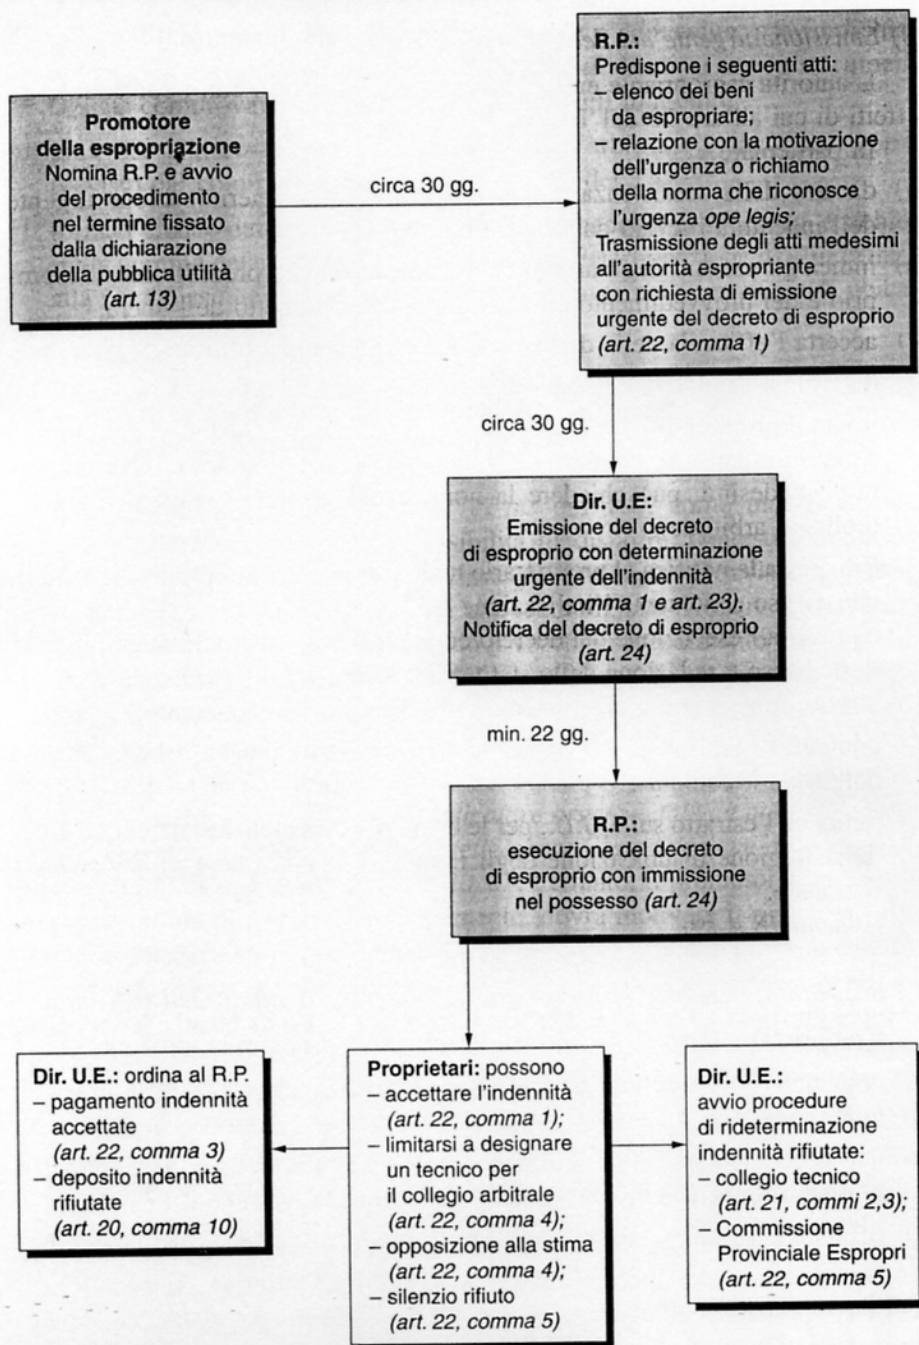 Promotore
della espropriazione
Nomina R.P. e avvio
del procedimento
nel termine fissato
dalla dichiarazione
della pubblica utilità
(art. 13)
circa 30 gg.
R.P.:
Predispone i seguenti atti:
– elenco dei beni
da espropriare;
– relazione con la motivazione
dell'urgenza o richiamo
della norma che riconosce
l'urgenza ope legis;
Trasmissione degli atti medesimi
all'autorità espropriante
con richiesta di emissione
urgente del decreto di esproprio
(art. 22, comma 1)
circa 30 gg.
Dir. U.E:
Emissione del decreto
di esproprio con determinazione
urgente dell'indennità
(art. 22, comma 1 e art. 23).
Notifica del decreto di esproprio
(art. 24)
min. 22 gg.
R.P.:
esecuzione del decreto
di esproprio con immissione
nel possesso (art. 24)
Dir. U.E.: ordina al R.P.
– pagamento indennità
accettate
(art. 22, comma 3)
– deposito indennità
rifiutate
(art. 20, comma 10)
Proprietari: possono
– accettare l'indennità
(art. 22, comma 1);
– limitarsi a designare
un tecnico per
il collegio arbitrale
(art. 22, comma 4);
– opposizione alla stima
(art. 22, comma 4);
– silenzio rifiuto
(art. 22, comma 5)
Dir. U.E.:
avvio procedure
di rideterminazione
indennità rifiutate:
– collegio tecnico
(art. 21, commi 2,3);
– Commissione
Provinciale Espropri
(art. 22, comma 5)